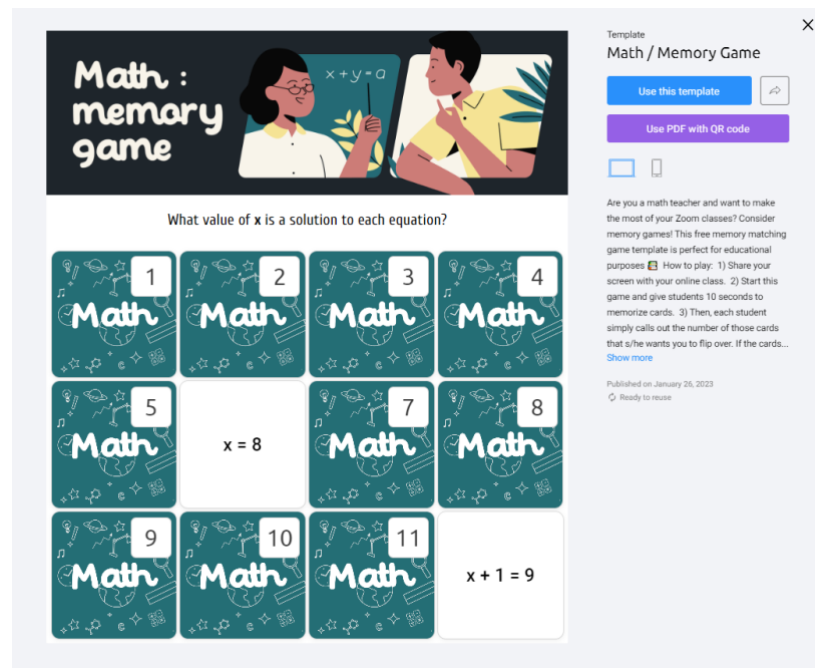 Math :
memory
game
x+y=a
What value of x is a solution to each equation?
1
Math
2
Math
3
Math
4
Math
5
Math
x = 8
7
Math
8
Math
9
Math
10
Math
11
Math
x + 1 = 9
Template
Math / Memory Game
Use this template
Use PDF with QR code
Are you a math teacher and want to make
the most of your Zoom classes? Consider
memory games! This free memory matching
game template is perfect for educational
purposes 📚 How to play: 1) Share your
screen with your online class. 2) Start this
game and give students 10 seconds to
memorize cards. 3) Then, each student
simply calls out the number of those cards
that s/he wants you to flip over. If the cards...
Show more
Published on January 26, 2023
Ready to reuse